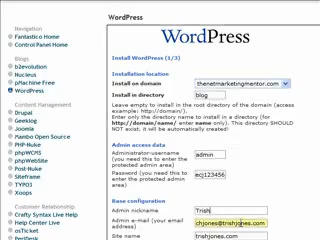 Navigation
Fantastico Home
Control Panel Home
Blogs
b2evolution
Nucleus
pMachine Free
WordPress
Content Management
Drupal
Geeklog
Joomla
Mambo Open Source
PHP-Nuke
phpWCMS
phpWebSite
Post-Nuke
Siteframe
TYPO3
Xoops
Customer Relationship
Crafty Syntax Live Help
Help Center Live
osTicket
WordPress
WordPress
Install WordPress (1/3)
Installation location
Install on domain thenetmarketingmentor.com
Install in directory blog
Leave empty to install in the root directory of the domain (access
example: http://domain/).
Enter only the directory name to install in a directory (for
http://domain/name/ enter name only). This directory SHOULD
NOT exist, it will be automatically created!
Admin access data
Administrator-username
(you need this to enter the
protected admin area) admin
Password (you need this to
enter the protected admin
area) ecj123456
Base configuration
Admin nickname Trish
Admin e-mail (your email
address) chjones@trishjones.com
Site name trishjones.com